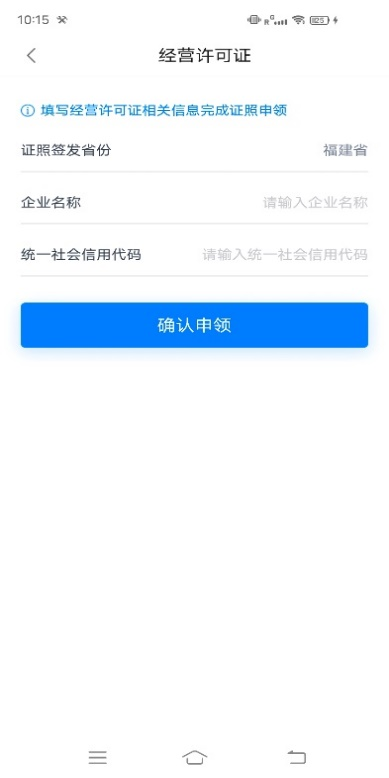 10:15
经营许可证
填写经营许可证相关信息完成证照申领
证照签发省份 福建省
企业名称 请输入企业名称
统一社会信用代码 请输入统一社会信用代码
确认申领